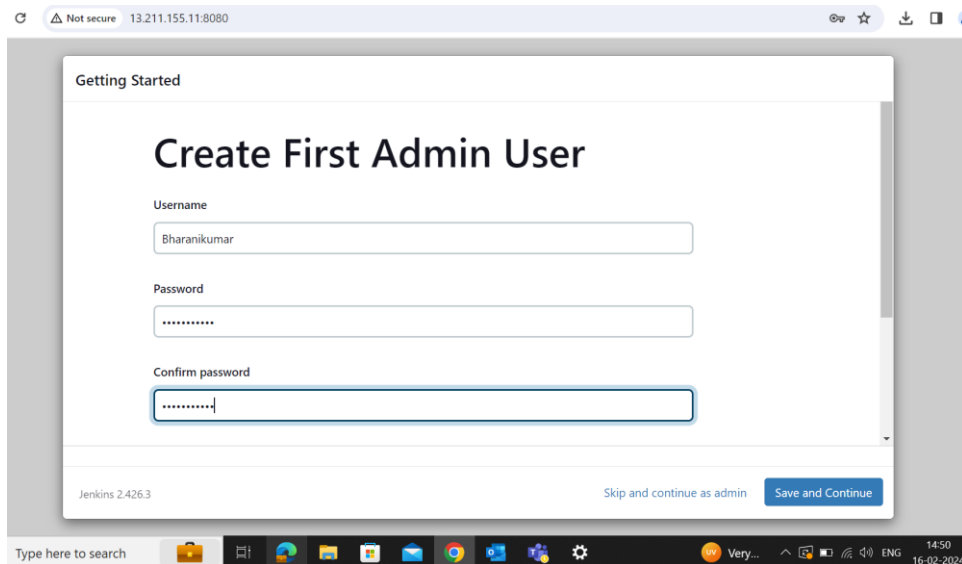 Not secure 13.211.155.11:8080
Getting Started
Create First Admin User
Username
Bharanikumar
Password
•••••••••••
Confirm password
•••••••••••
Jenkins 2.426.3 Skip and continue as admin Save and Continue
Type here to search UV Very... ENG 14:50
16-02-2024